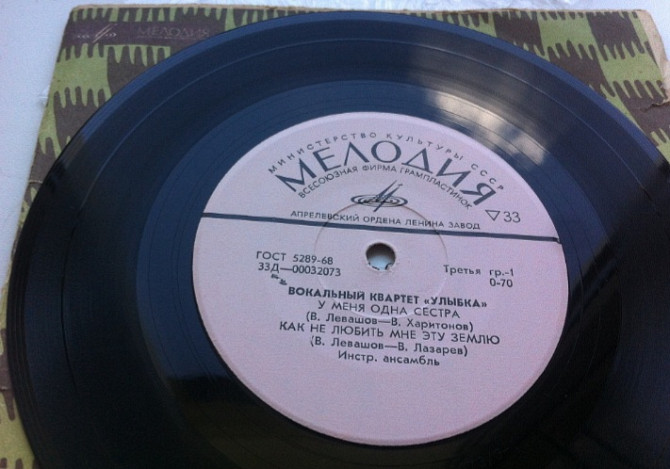 МЕЛОДИЯ
МИНИСТЕРСТВО КУЛЬТУРЫ СССР
МЕЛОДИЯ
ВСЕСОЮЗНАЯ ФИРМА ГРАМПЛАСТИНОК
АПРЕЛЕВСКИЙ ОРДЕНА ЛЕНИНА ЗАВОД
▽33
ГОСТ 5289-68
33Д—00032073
Третья гр.-1
0-70
ВОКАЛЬНЫЙ КВАРТЕТ «УЛЫБКА»
У МЕНЯ ОДНА СЕСТРА
(В. Левашов—В. Харитонов)
КАК НЕ ЛЮБИТЬ МНЕ ЭТУ ЗЕМЛЮ
(В. Левашов—В. Лазарев)
Инстр. ансамбль